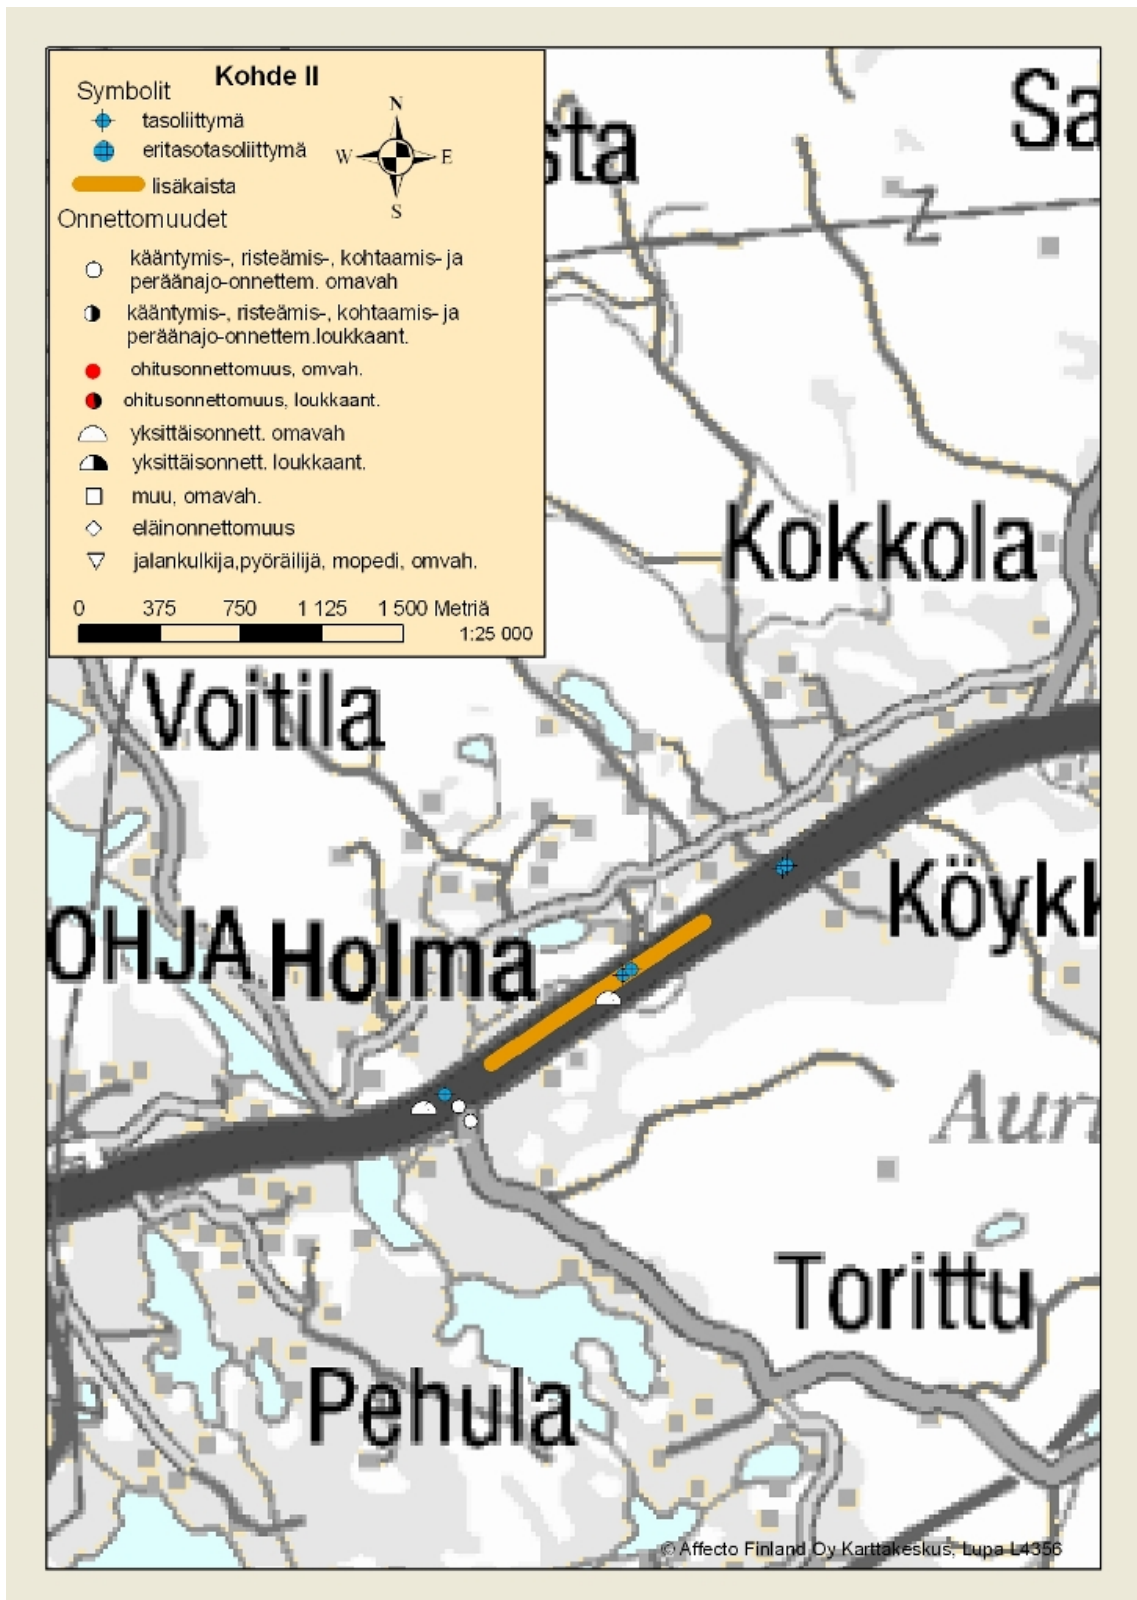 Kohde II
Symbolit
tasoliittymä
eritasotasoliittymä
lisäkaista
N
W
E
S
Onnettomuudet
kääntymis-, risteämis-, kohtaamis- ja
peräänajo-onnettem. omavah
kääntymis-, risteämis-, kohtaamis- ja
peräänajo-onnettem.loukkaant.
ohitusonnettomuus, omvah.
ohitusonnettomuus, loukkaant.
yksittäisonnett. omavah
yksittäisonnett. loukkaant.
muu, omavah.
eläinonnettomuus
jalankulkija,pyöräilijä, mopedi, omvah.
0 375 750 1 125 1 500 Metriä
1:25 000
sta
Sa
Z
Kokkola
Voitila
Köykk
OHJA
Holma
Aur
Torittu
Pehula
© Affecto Finland Oy Karttakeskus, Lupa L4356